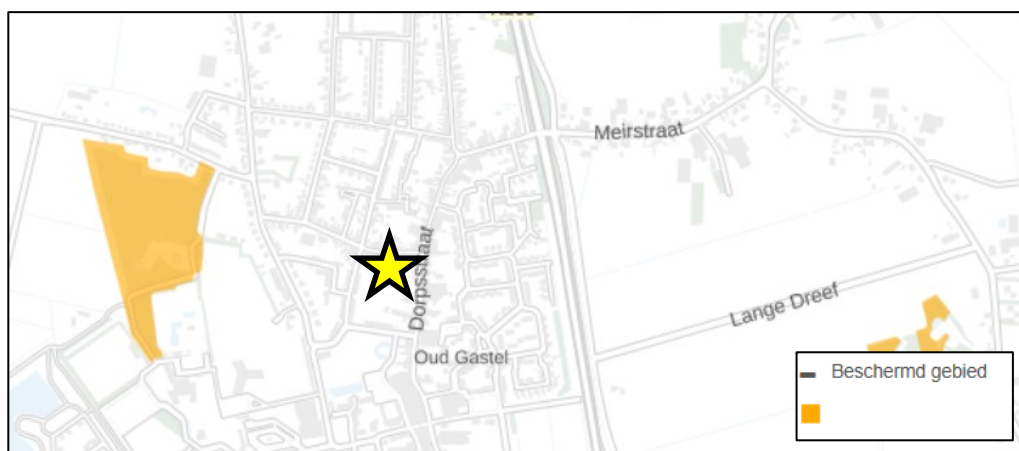 Meirstraat
Dorpsstraat
Lange Dreef
Oud Gastel
Beschermd gebied